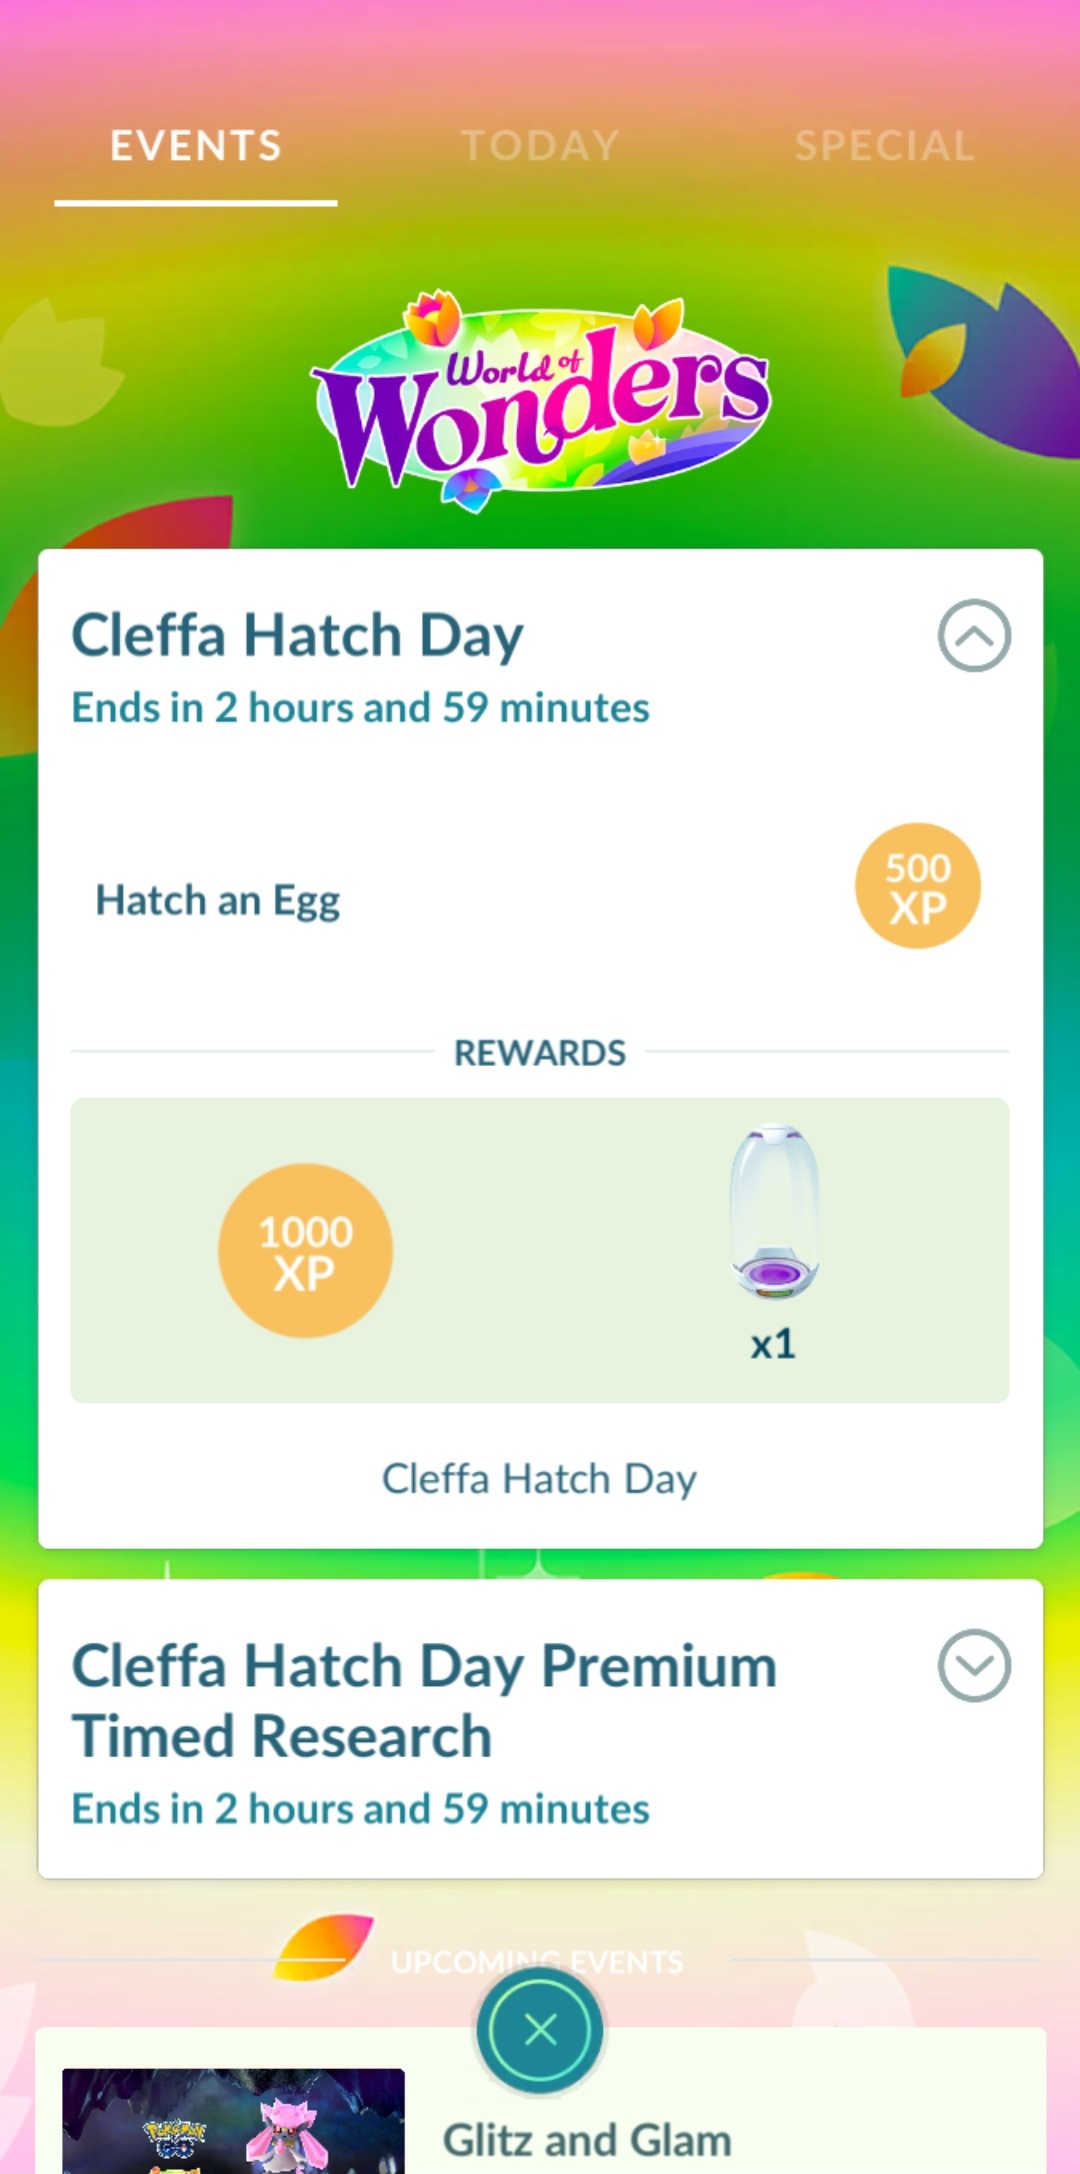 EVENTS TODAY SPECIAL
World of
Wonders
Cleffa Hatch Day
Ends in 2 hours and 59 minutes
Hatch an Egg
500
XP
REWARDS
1000
XP
x1
Cleffa Hatch Day
Cleffa Hatch Day Premium
Timed Research
Ends in 2 hours and 59 minutes
UPCOMING EVENTS
POKÉMON
GO
Glitz and Glam